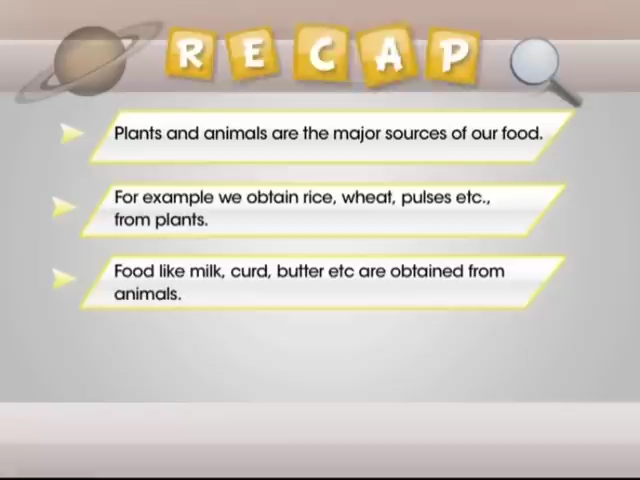 RECAP
Plants and animals are the major sources of our food.
For example we obtain rice, wheat, pulses etc.,
from plants.
Food like milk, curd, butter etc are obtained from
animals.